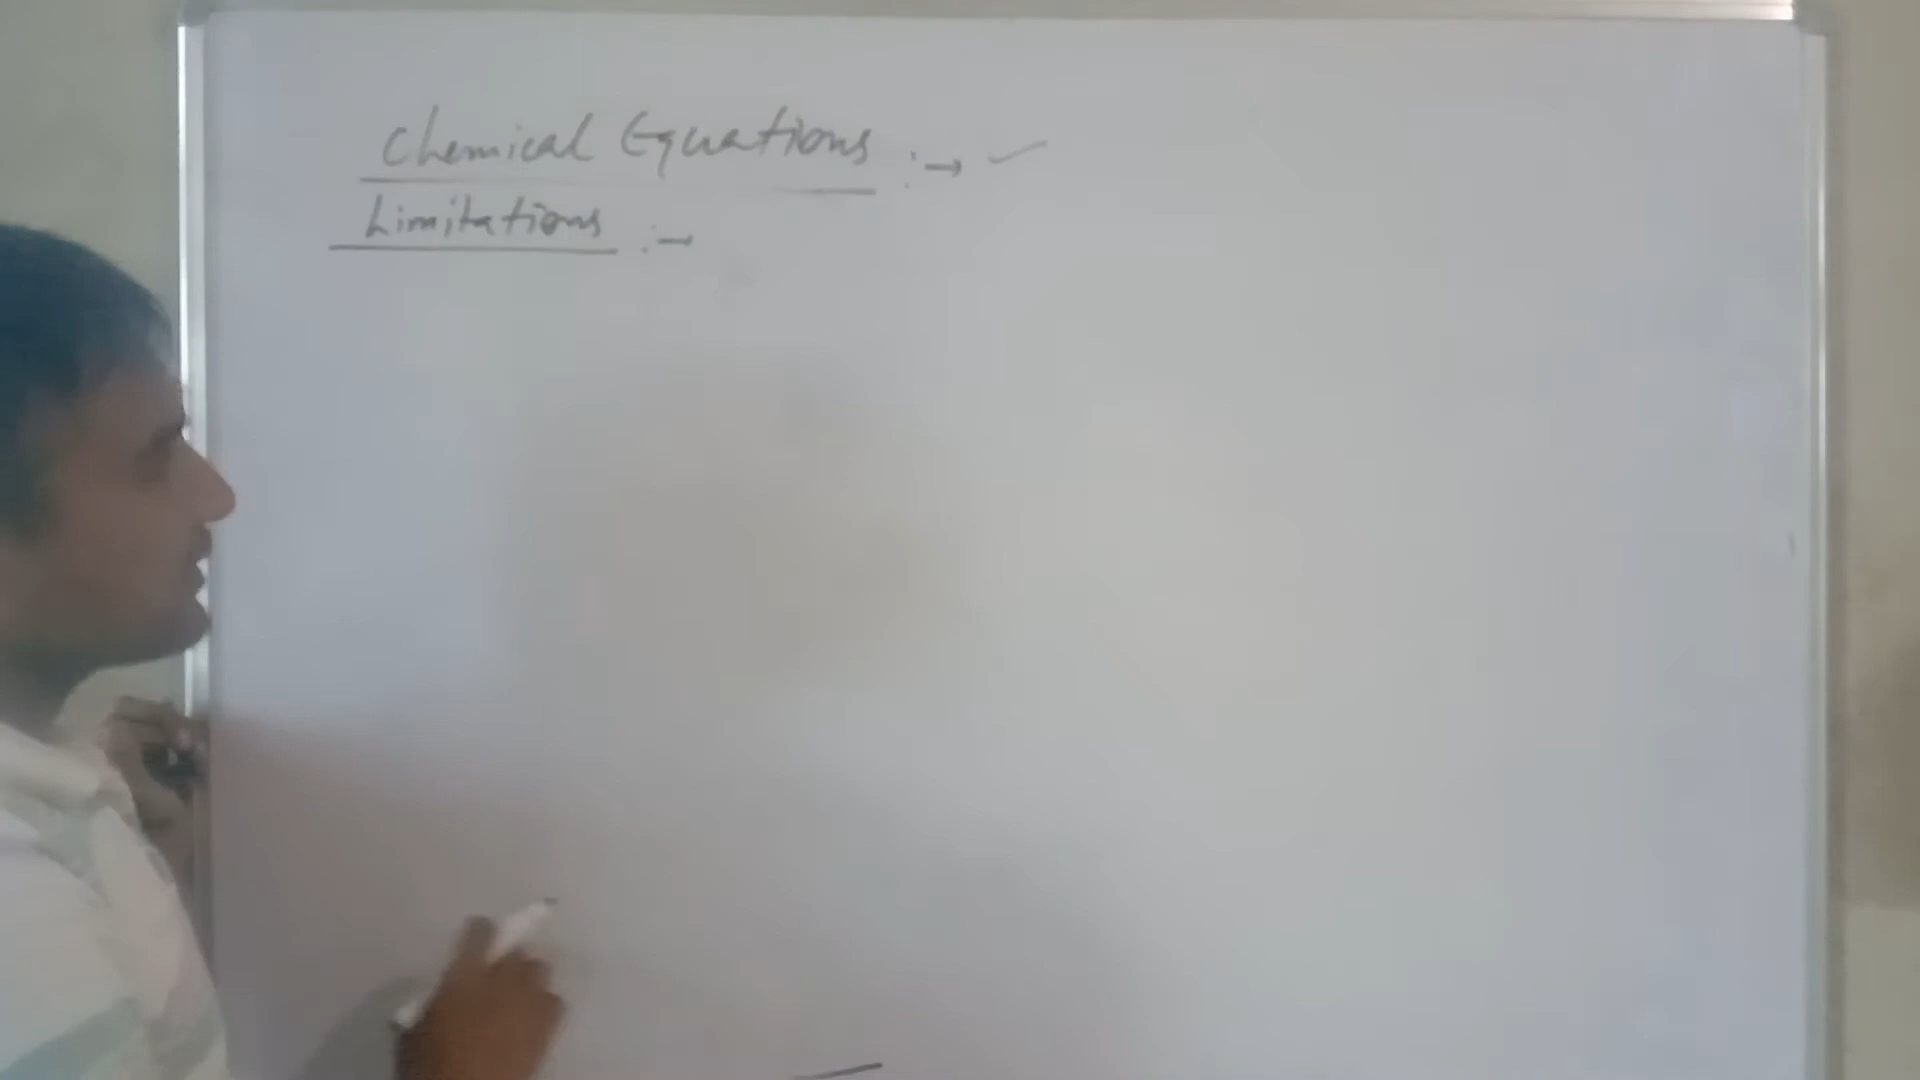 Chemical Equations :→ ✓
Limitations :→